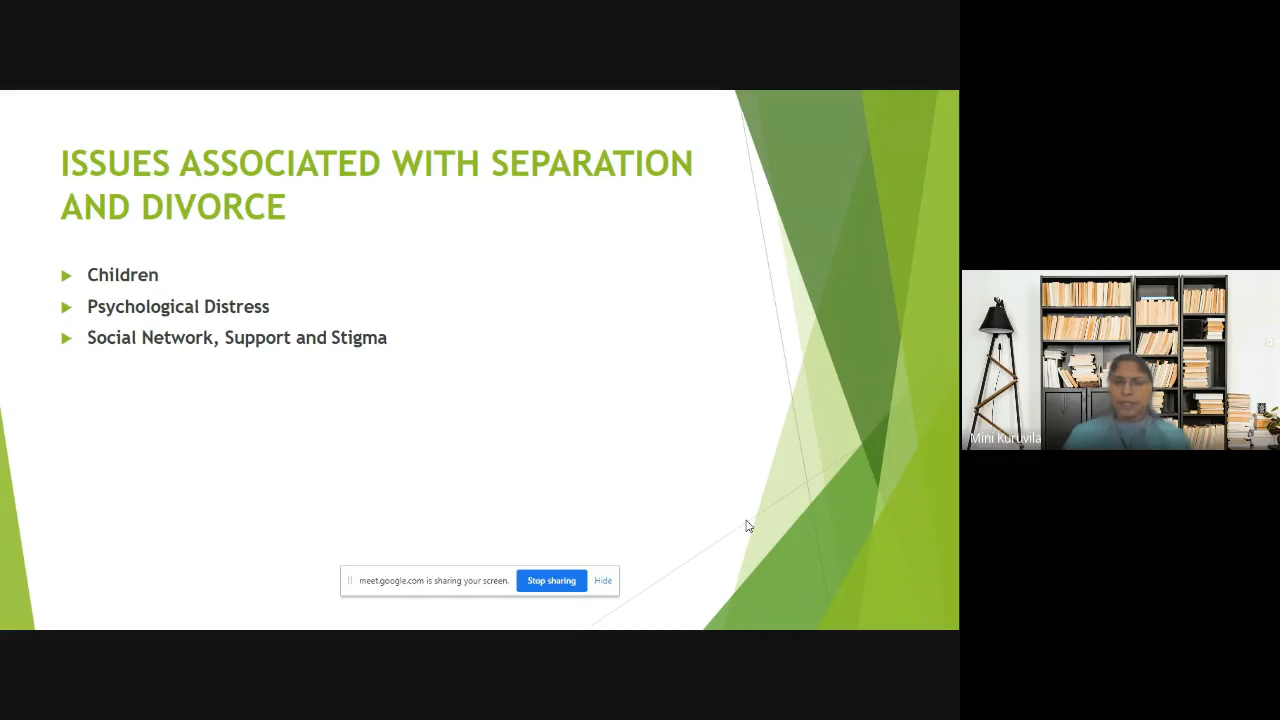 ISSUES ASSOCIATED WITH SEPARATION
AND DIVORCE
Children
Psychological Distress
Social Network, Support and Stigma
meet.google.com is sharing your screen.
Stop sharing
Hide
Mini Kuruvila